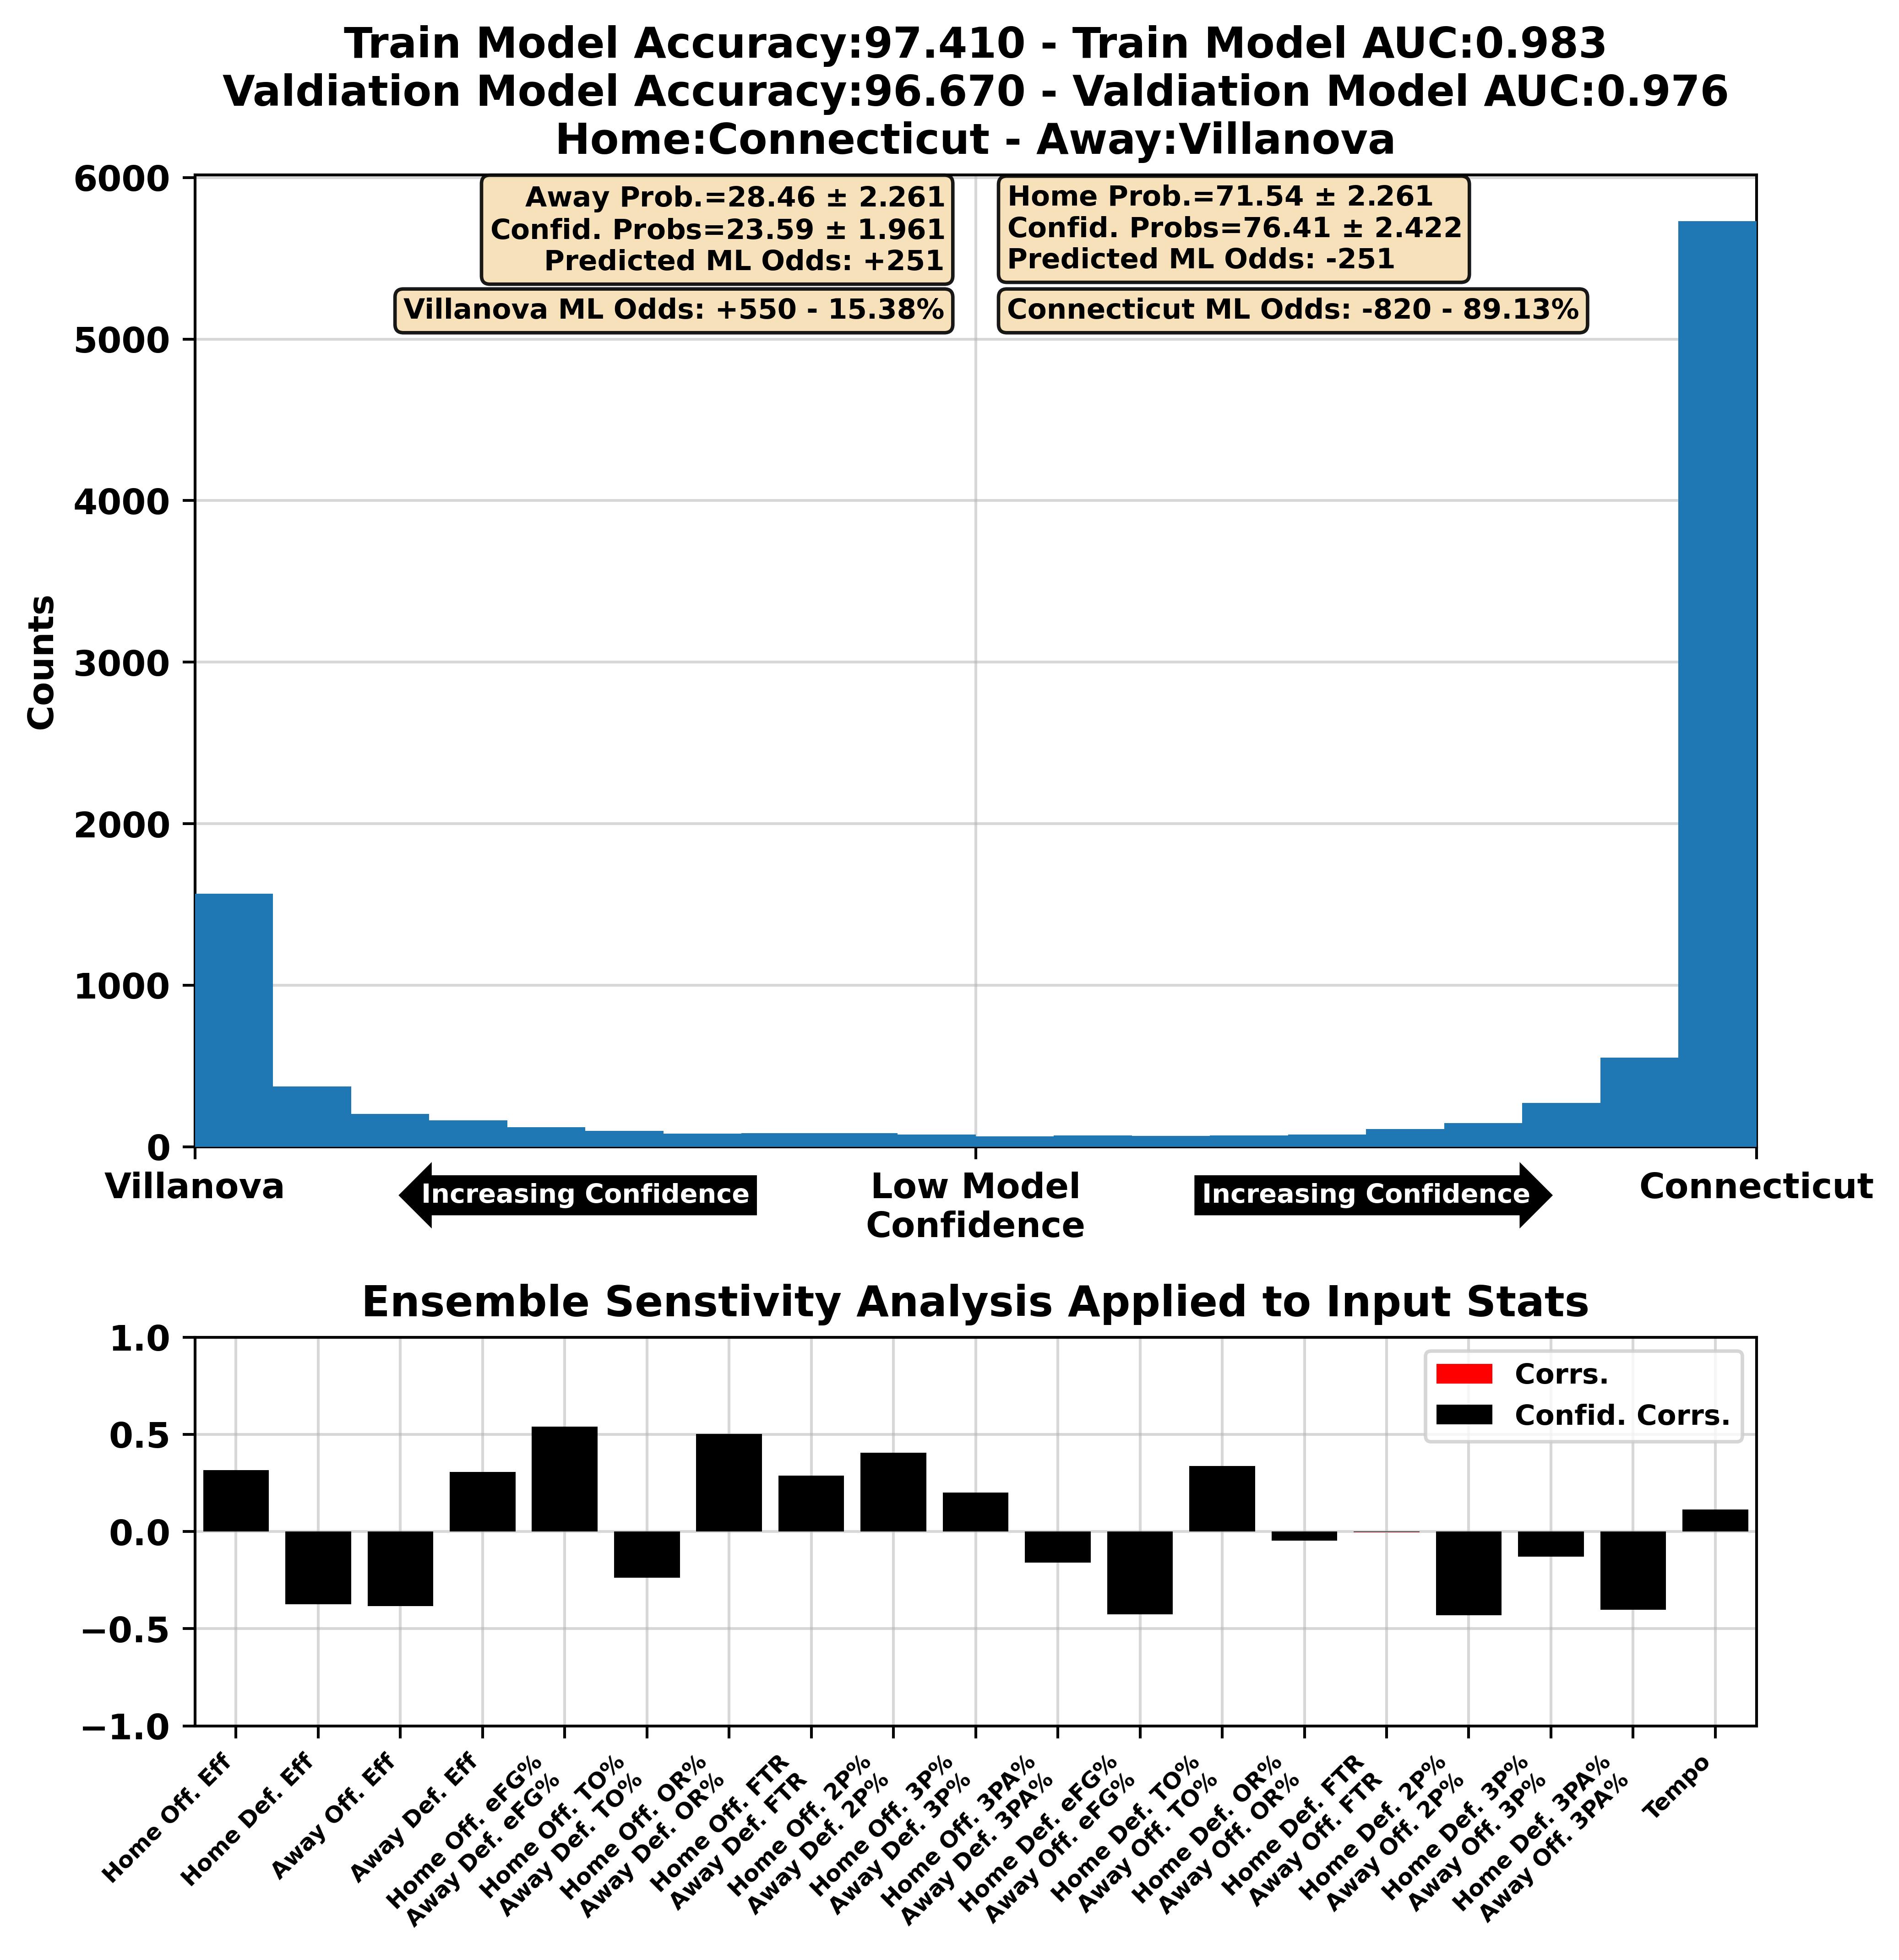 Train Model Accuracy:97.410 - Train Model AUC:0.983
Valdiation Model Accuracy:96.670 - Valdiation Model AUC:0.976
Home:Connecticut - Away:Villanova
Away Prob.=28.46 ± 2.261
Confid. Probs=23.59 ± 1.961
Predicted ML Odds: +251
Villanova ML Odds: +550 - 15.38%
Home Prob.=71.54 ± 2.261
Confid. Probs=76.41 ± 2.422
Predicted ML Odds: -251
Connecticut ML Odds: -820 - 89.13%
Counts
6000
5000
4000
3000
2000
1000
0
Villanova
Increasing Confidence
Low Model
Confidence
Increasing Confidence
Connecticut
Ensemble Senstivity Analysis Applied to Input Stats
1.0
0.5
0.0
−0.5
−1.0
Corrs.
Confid. Corrs.
Home Off. Eff
Home Def. Eff
Away Off. Eff
Away Def. Eff
Home Off. eFG%
Away Def. eFG%
Home Off. TO%
Away Def. TO%
Home Off. OR%
Away Def. OR%
Home Off. FTR
Away Def. FTR
Home Off. 2P%
Away Def. 2P%
Home Off. 3P%
Away Def. 3P%
Home Off. 3PA%
Away Def. 3PA%
Home Def. eFG%
Away Off. eFG%
Home Def. TO%
Away Off. TO%
Home Def. OR%
Away Off. OR%
Home Def. FTR
Away Off. FTR
Home Def. 2P%
Away Off. 2P%
Home Def. 3P%
Away Off. 3P%
Home Def. 3PA%
Away Off. 3PA%
Tempo